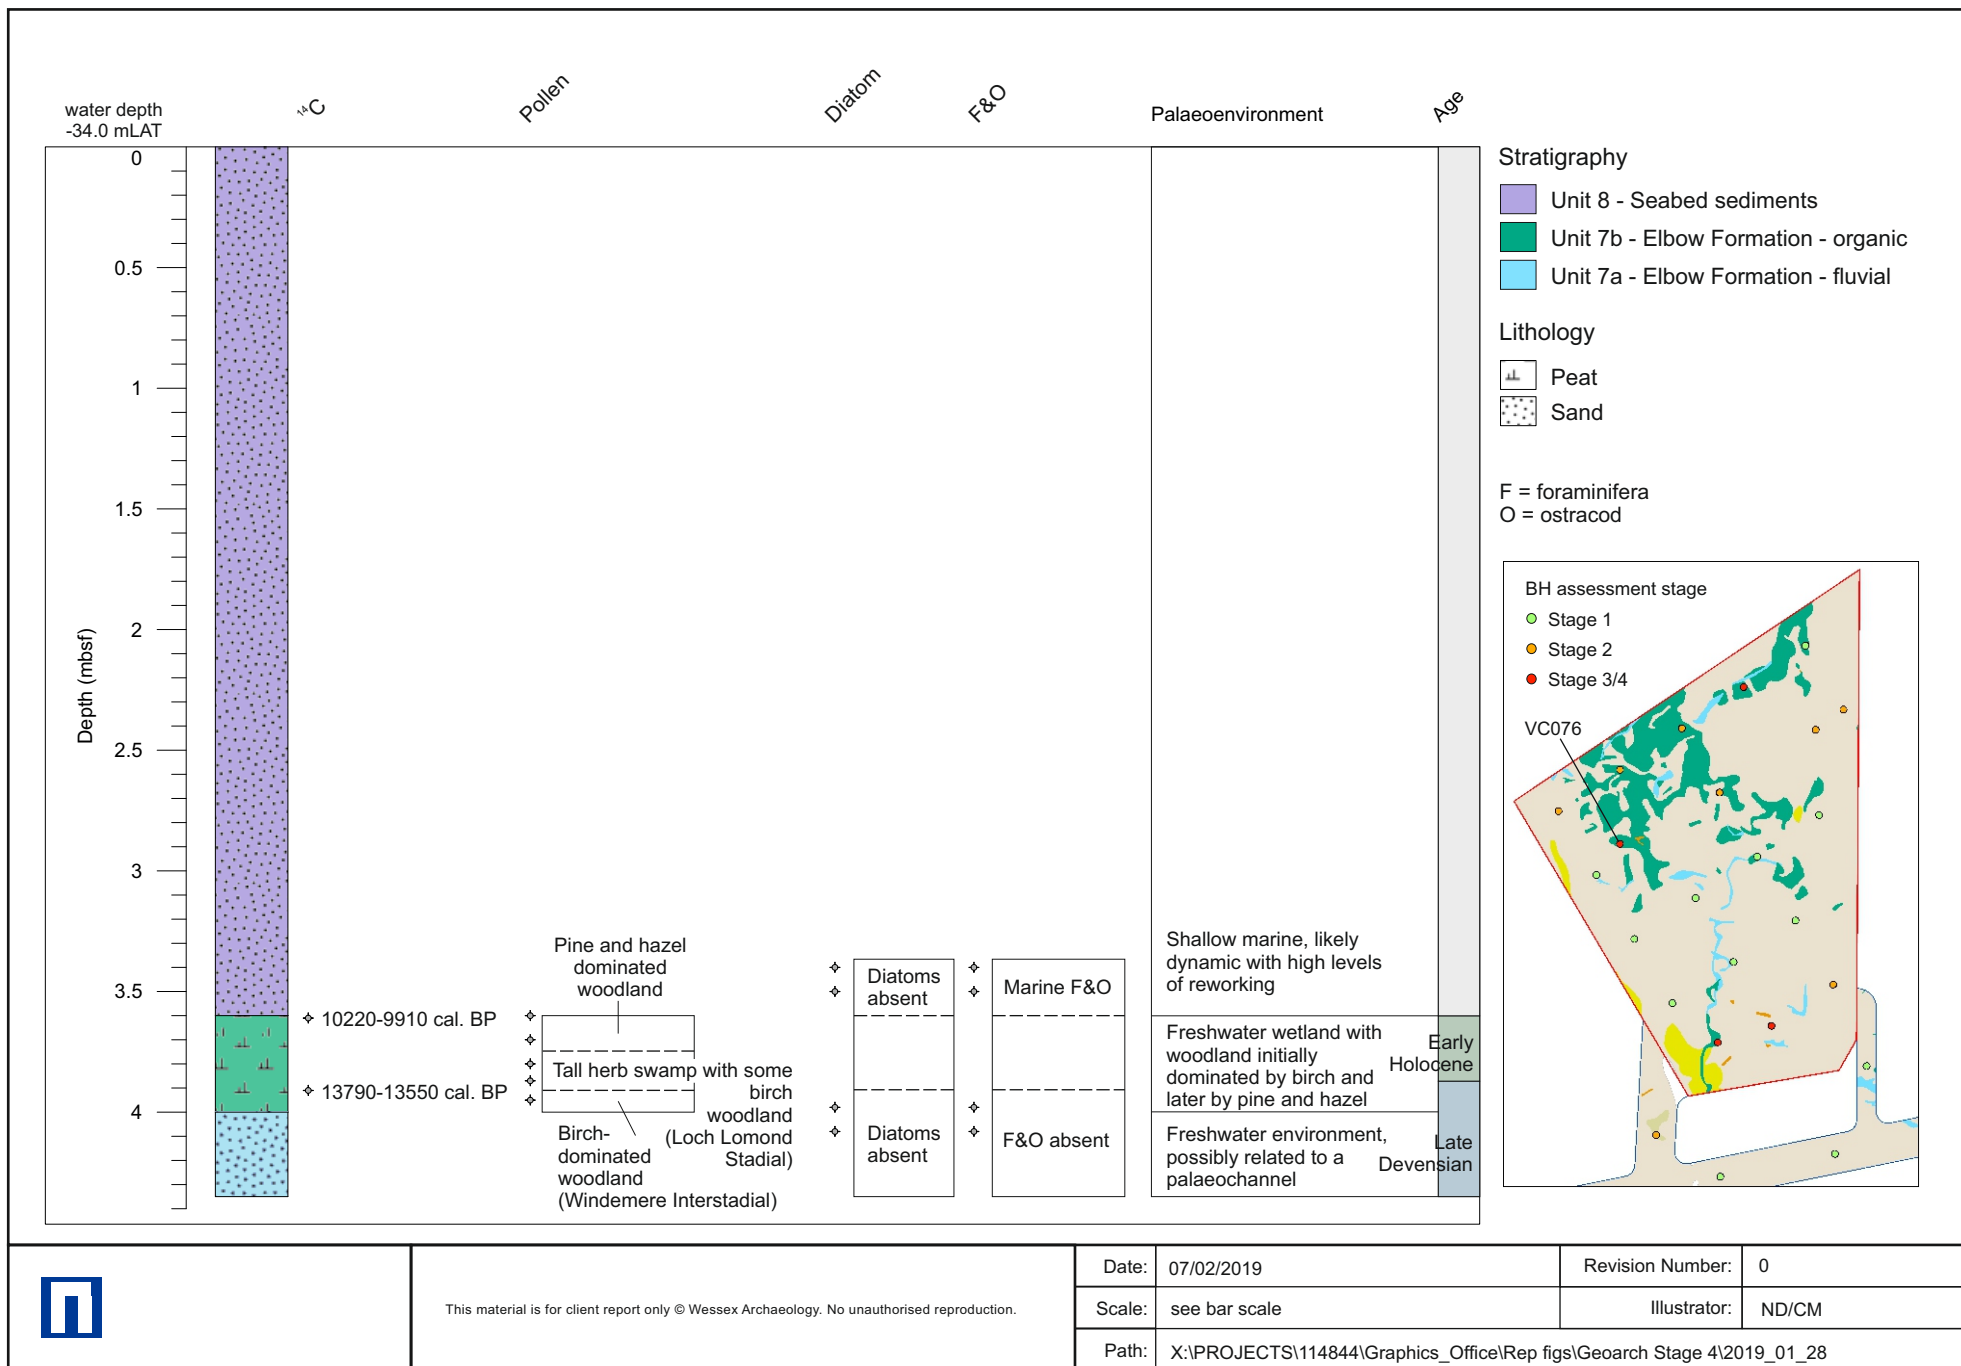 water depth
-34.0 mLAT
14C
Pollen
Diatom
F&O
Palaeoenvironment
Age
Depth (mbsf)
0
0.5
1
1.5
2
2.5
3
3.5
4
10220-9910 cal. BP
13790-13550 cal. BP
Pine and hazel
dominated
woodland
Tall herb swamp with some
birch
woodland
(Loch Lomond
Stadial)
Birch-
dominated
woodland
(Windemere Interstadial)
Diatoms
absent
Diatoms
absent
Marine F&O
F&O absent
Shallow marine, likely
dynamic with high levels
of reworking
Freshwater wetland with
woodland initially
dominated by birch and
later by pine and hazel
Freshwater environment,
possibly related to a
palaeochannel
Early
Holocene
Late
Devensian
Stratigraphy
Unit 8 - Seabed sediments
Unit 7b - Elbow Formation - organic
Unit 7a - Elbow Formation - fluvial
Lithology
Peat
Sand
F = foraminifera
O = ostracod
BH assessment stage
Stage 1
Stage 2
Stage 3/4
VC076
This material is for client report only © Wessex Archaeology. No unauthorised reproduction.
Date: 07/02/2019
Revision Number: 0
Scale: see bar scale
Illustrator: ND/CM
Path: X:\PROJECTS\114844\Graphics_Office\Rep figs\Geoarch Stage 4\2019_01_28